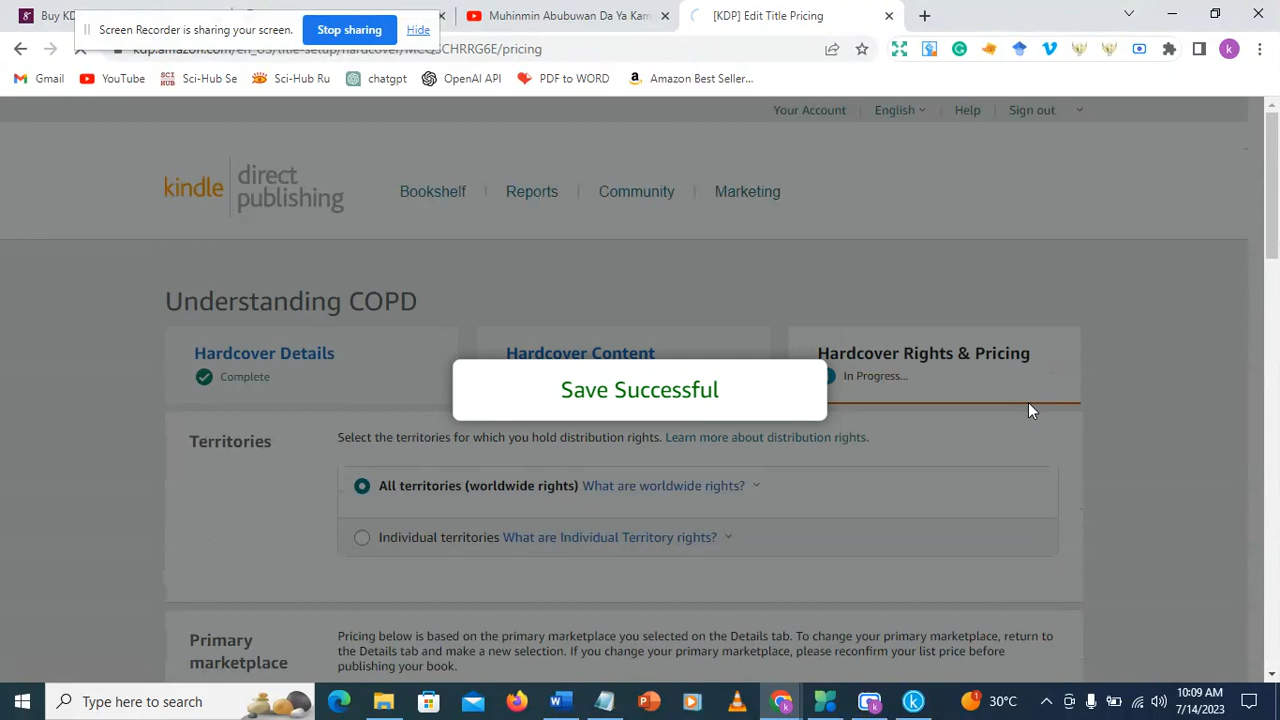 Buy KD
Muhinmin Abubuwan Da Ya Kam
[KDP] Edit Title Pricing
Screen Recorder is sharing your screen.
Stop sharing
Hide
/pricing
Gmail
YouTube
SCI HUB
Sci-Hub Se
Sci-Hub Ru
chatgpt
OpenAI API
PDF to WORD
Amazon Best Seller...
Your Account
English
Help
Sign out
kindle direct publishing
Bookshelf
Reports
Community
Marketing
Understanding COPD
Hardcover Details
Complete
Hardcover Content
Hardcover Rights & Pricing
In Progress...
Save Successful
Territories
Select the territories for which you hold distribution rights. Learn more about distribution rights.
All territories (worldwide rights) What are worldwide rights?
Individual territories What are Individual Territory rights?
Primary marketplace
Pricing below is based on the primary marketplace you selected on the Details tab. To change your primary marketplace, return to
the Details tab and make a new selection. If you change your primary marketplace, please reconfirm your list price before
publishing your book.
Type here to search
30°C
10:09 AM
7/14/2023